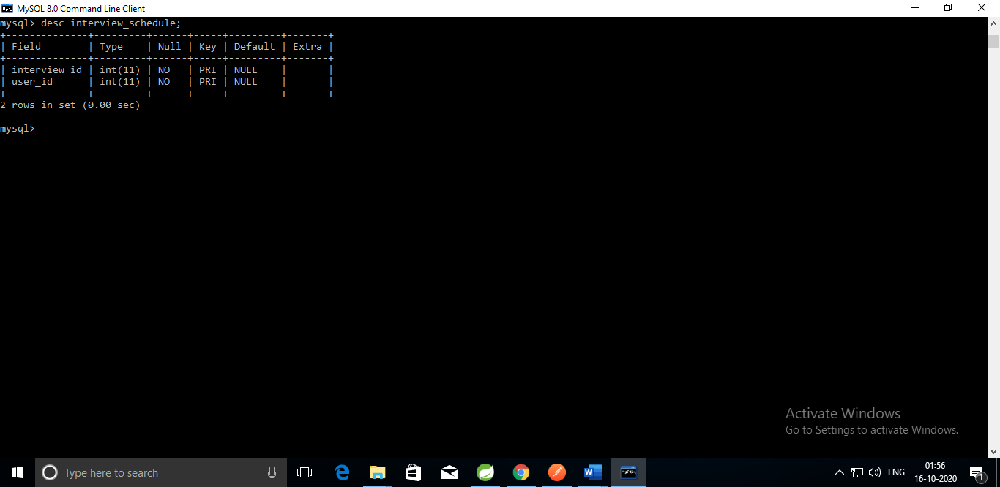 MySQL 8.0 Command Line Client
mysql> desc interview_schedule;
+--------------+---------+------+-----+---------+-------+
| Field        | Type    | Null | Key | Default | Extra |
+--------------+---------+------+-----+---------+-------+
| interview_id | int(11) | NO   | PRI | NULL    |       |
| user_id      | int(11) | NO   | PRI | NULL    |       |
+--------------+---------+------+-----+---------+-------+
2 rows in set (0.00 sec)
mysql>
Activate Windows
Go to Settings to activate Windows.
Type here to search
ENG
01:56
16-10-2020
1